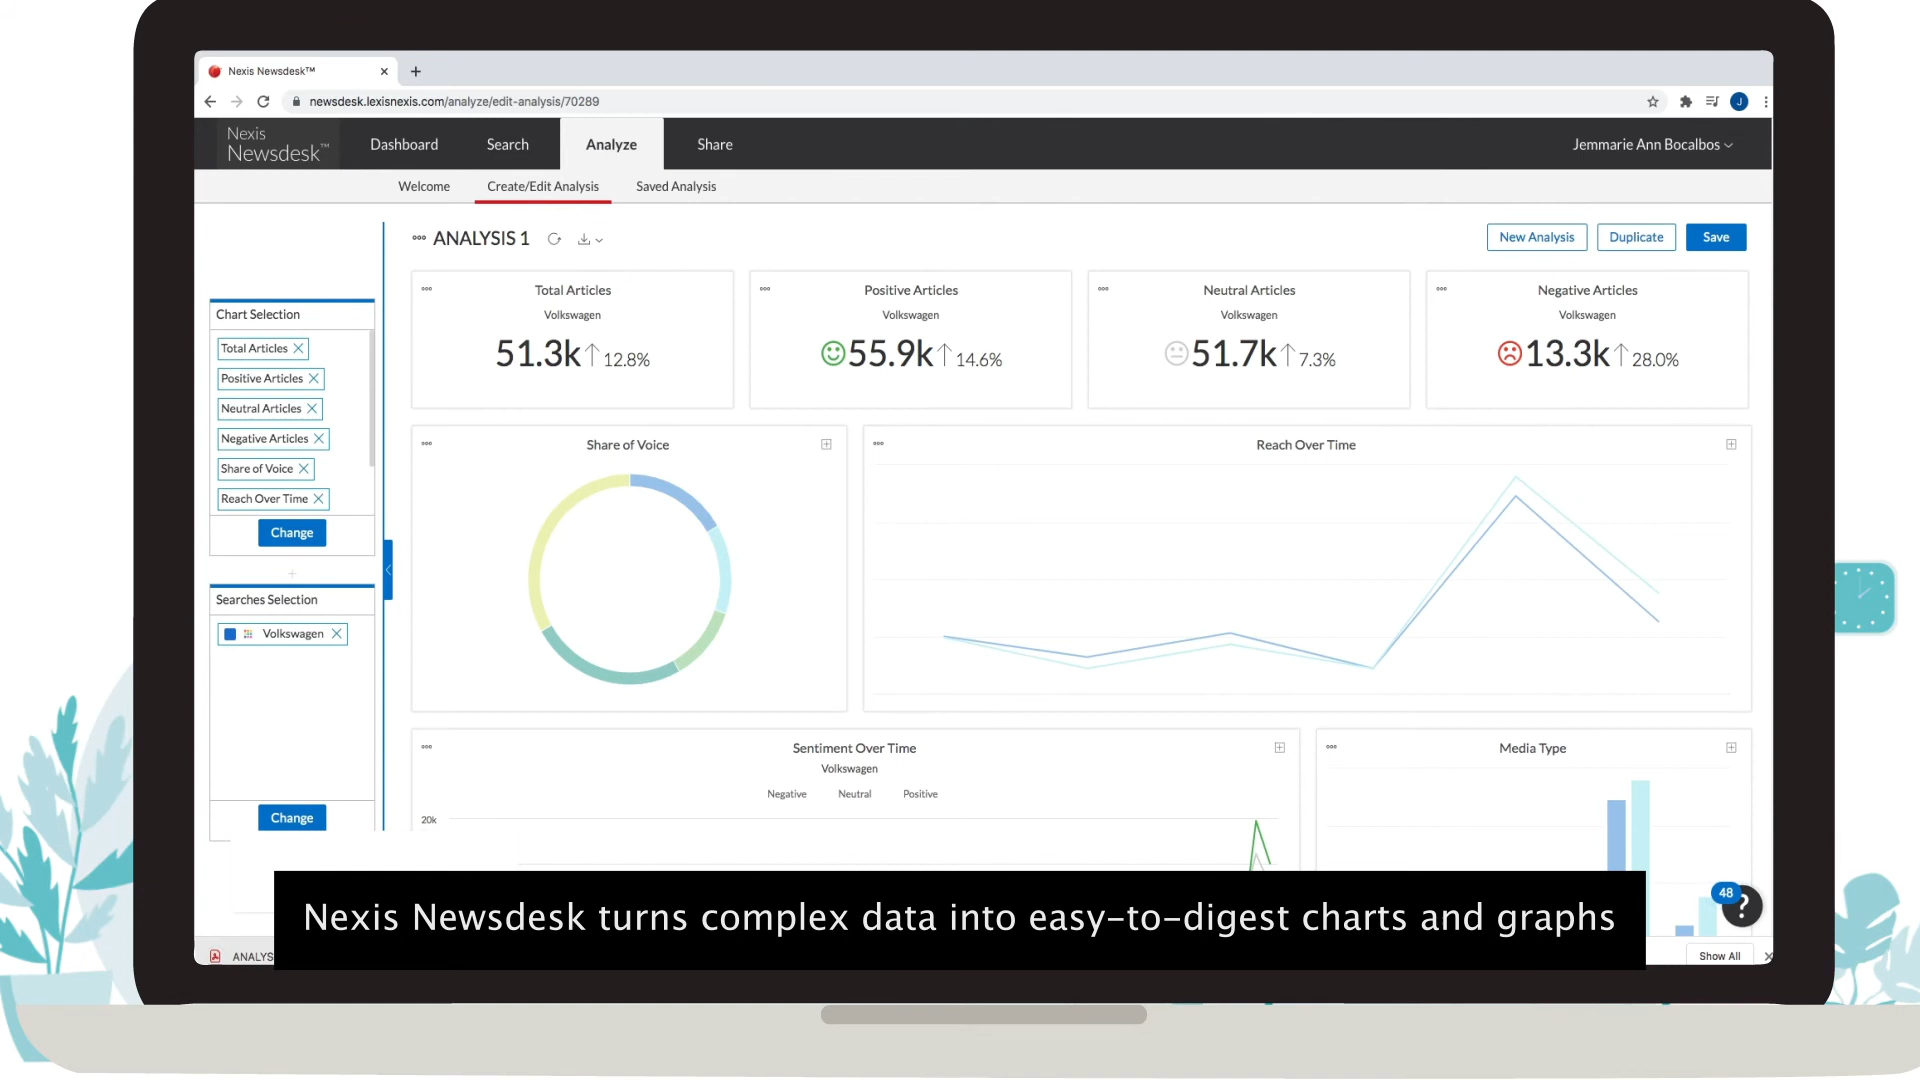 Nexis Newsdesk™
newsdesk.lexisnexis.com/analyze/edit-analysis/70289
J
Nexis
Newsdesk™
Dashboard
Search
Analyze
Share
Jemmarie Ann Bocalbos
Welcome
Create/Edit Analysis
Saved Analysis
ANALYSIS 1
New Analysis
Duplicate
Save
Chart Selection
Total Articles
Positive Articles
Neutral Articles
Negative Articles
Share of Voice
Reach Over Time
Change
Searches Selection
Volkswagen
Change
Total Articles
Volkswagen
51.3k 12.8%
Positive Articles
Volkswagen
55.9k 14.6%
Neutral Articles
Volkswagen
51.7k 7.3%
Negative Articles
Volkswagen
13.3k 28.0%
Share of Voice
Reach Over Time
Sentiment Over Time
Volkswagen
Negative Neutral Positive
20k
Media Type
48
?
Nexis Newsdesk turns complex data into easy-to-digest charts and graphs
ANALYS
Show All